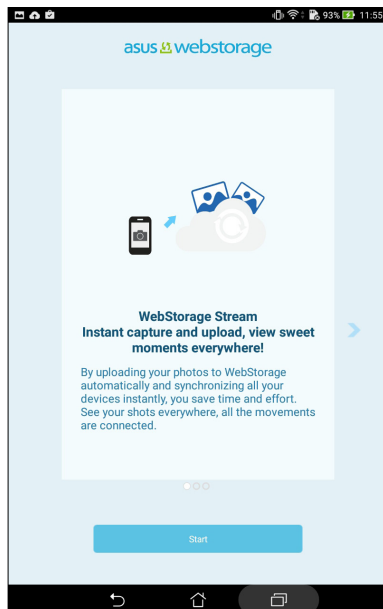 93% 11:55
asus webstorage
WebStorage Stream
Instant capture and upload, view sweet
moments everywhere!
By uploading your photos to WebStorage
automatically and synchronizing all your
devices instantly, you save time and effort.
See your shots everywhere, all the movements
are connected.
Start